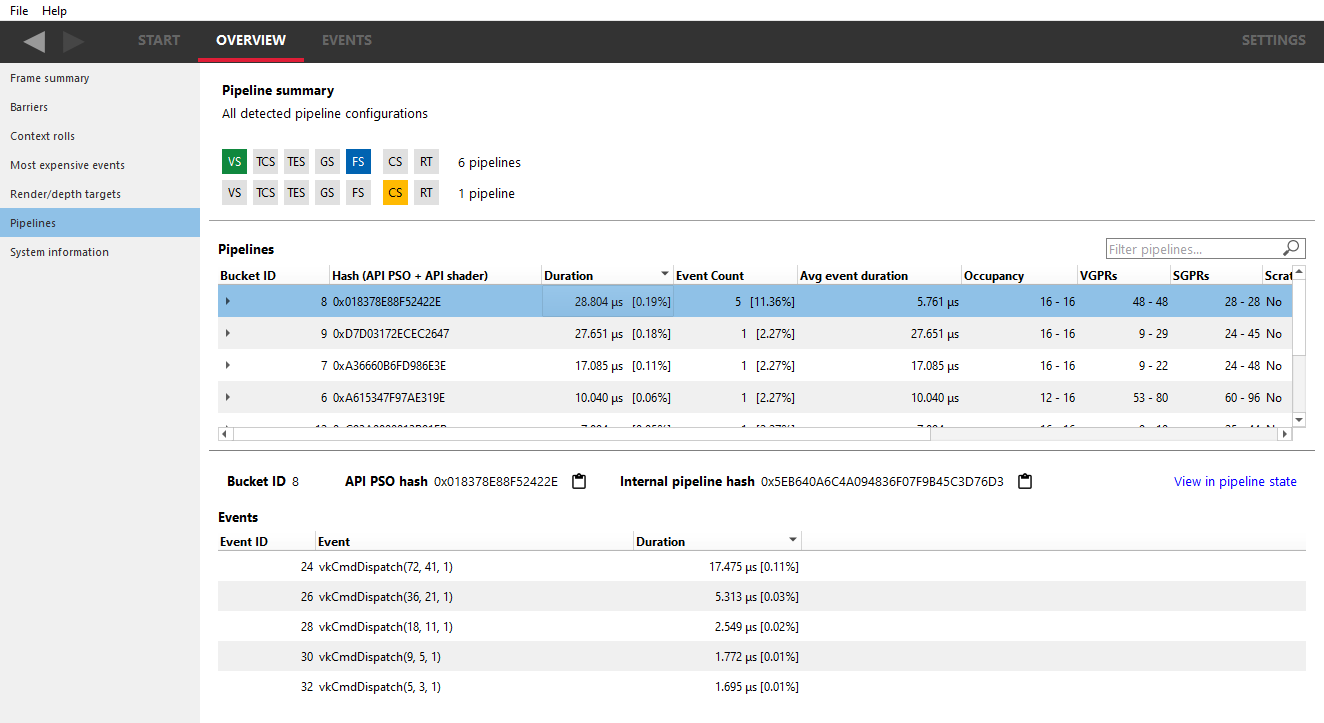 File Help
START OVERVIEW EVENTS SETTINGS
Frame summary
Barriers
Context rolls
Most expensive events
Render/depth targets
Pipelines
System information
Pipeline summary
All detected pipeline configurations
VS TCS TES GS FS CS RT 6 pipelines
VS TCS TES GS FS CS RT 1 pipeline
Pipelines
Filter pipelines...
Bucket ID Hash (API PSO + API shader) Duration Event Count Avg event duration Occupancy VGPRs SGPRs Scrat
8 0x018378E88F52422E 28.804 µs [0.19%] 5 [11.36%] 5.761 µs 16 - 16 48 - 48 28 - 28 No
9 0xD7D03172ECEC2647 27.651 µs [0.18%] 1 [2.27%] 27.651 µs 16 - 16 9 - 29 24 - 45 No
7 0xA36660B6FD986E3E 17.085 µs [0.11%] 1 [2.27%] 17.085 µs 16 - 16 9 - 22 24 - 48 No
6 0xA615347F97AE319E 10.040 µs [0.06%] 1 [2.27%] 10.040 µs 12 - 16 53 - 80 60 - 96 No
Bucket ID 8 API PSO hash 0x018378E88F52422E Internal pipeline hash 0x5EB640A6C4A094836F07F9B45C3D76D3 View in pipeline state
Events
Event ID Event Duration
24 vkCmdDispatch(72, 41, 1) 17.475 µs [0.11%]
26 vkCmdDispatch(36, 21, 1) 5.313 µs [0.03%]
28 vkCmdDispatch(18, 11, 1) 2.549 µs [0.02%]
30 vkCmdDispatch(9, 5, 1) 1.772 µs [0.01%]
32 vkCmdDispatch(5, 3, 1) 1.695 µs [0.01%]